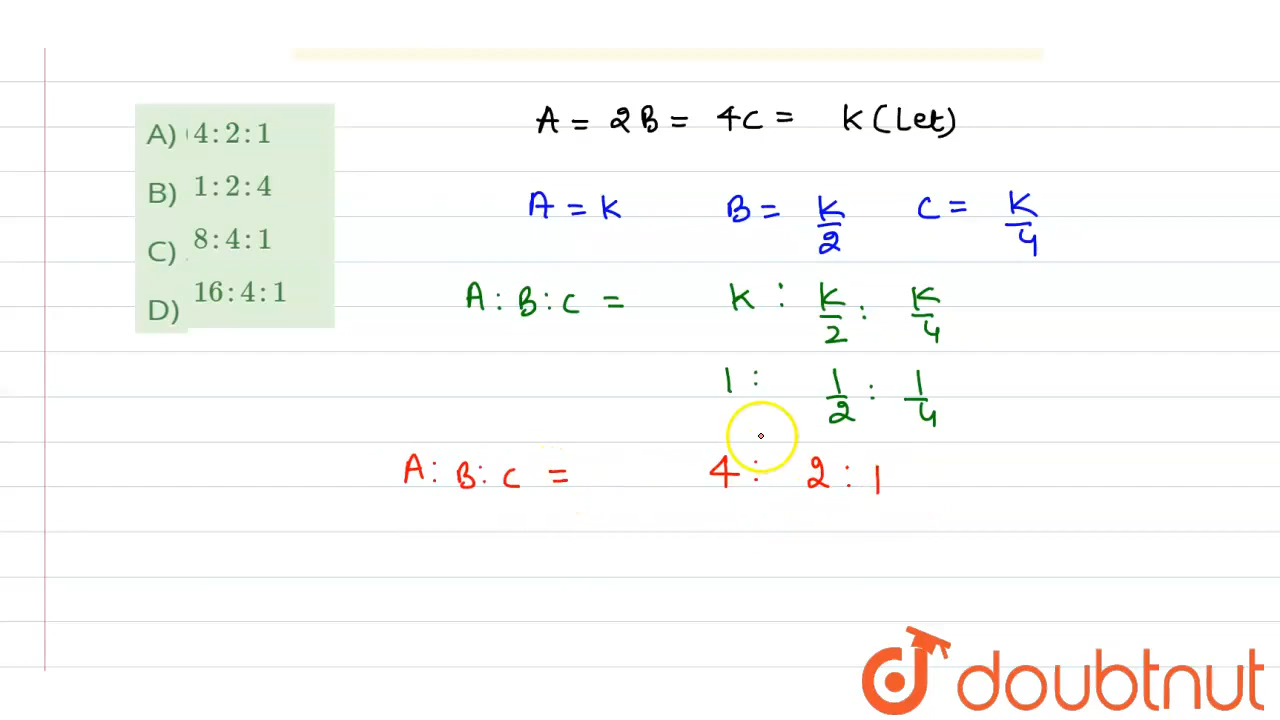 A) 4 : 2 : 1
B) 1 : 2 : 4
C) 8 : 4 : 1
D) 16 : 4 : 1
A = 2B = 4C = K (Let)
A = K B = K/2 C = K/4
A : B : C = K : K/2 : K/4
1 : 1/2 : 1/4
A : B : C = 4 : 2 : 1
doubtnut